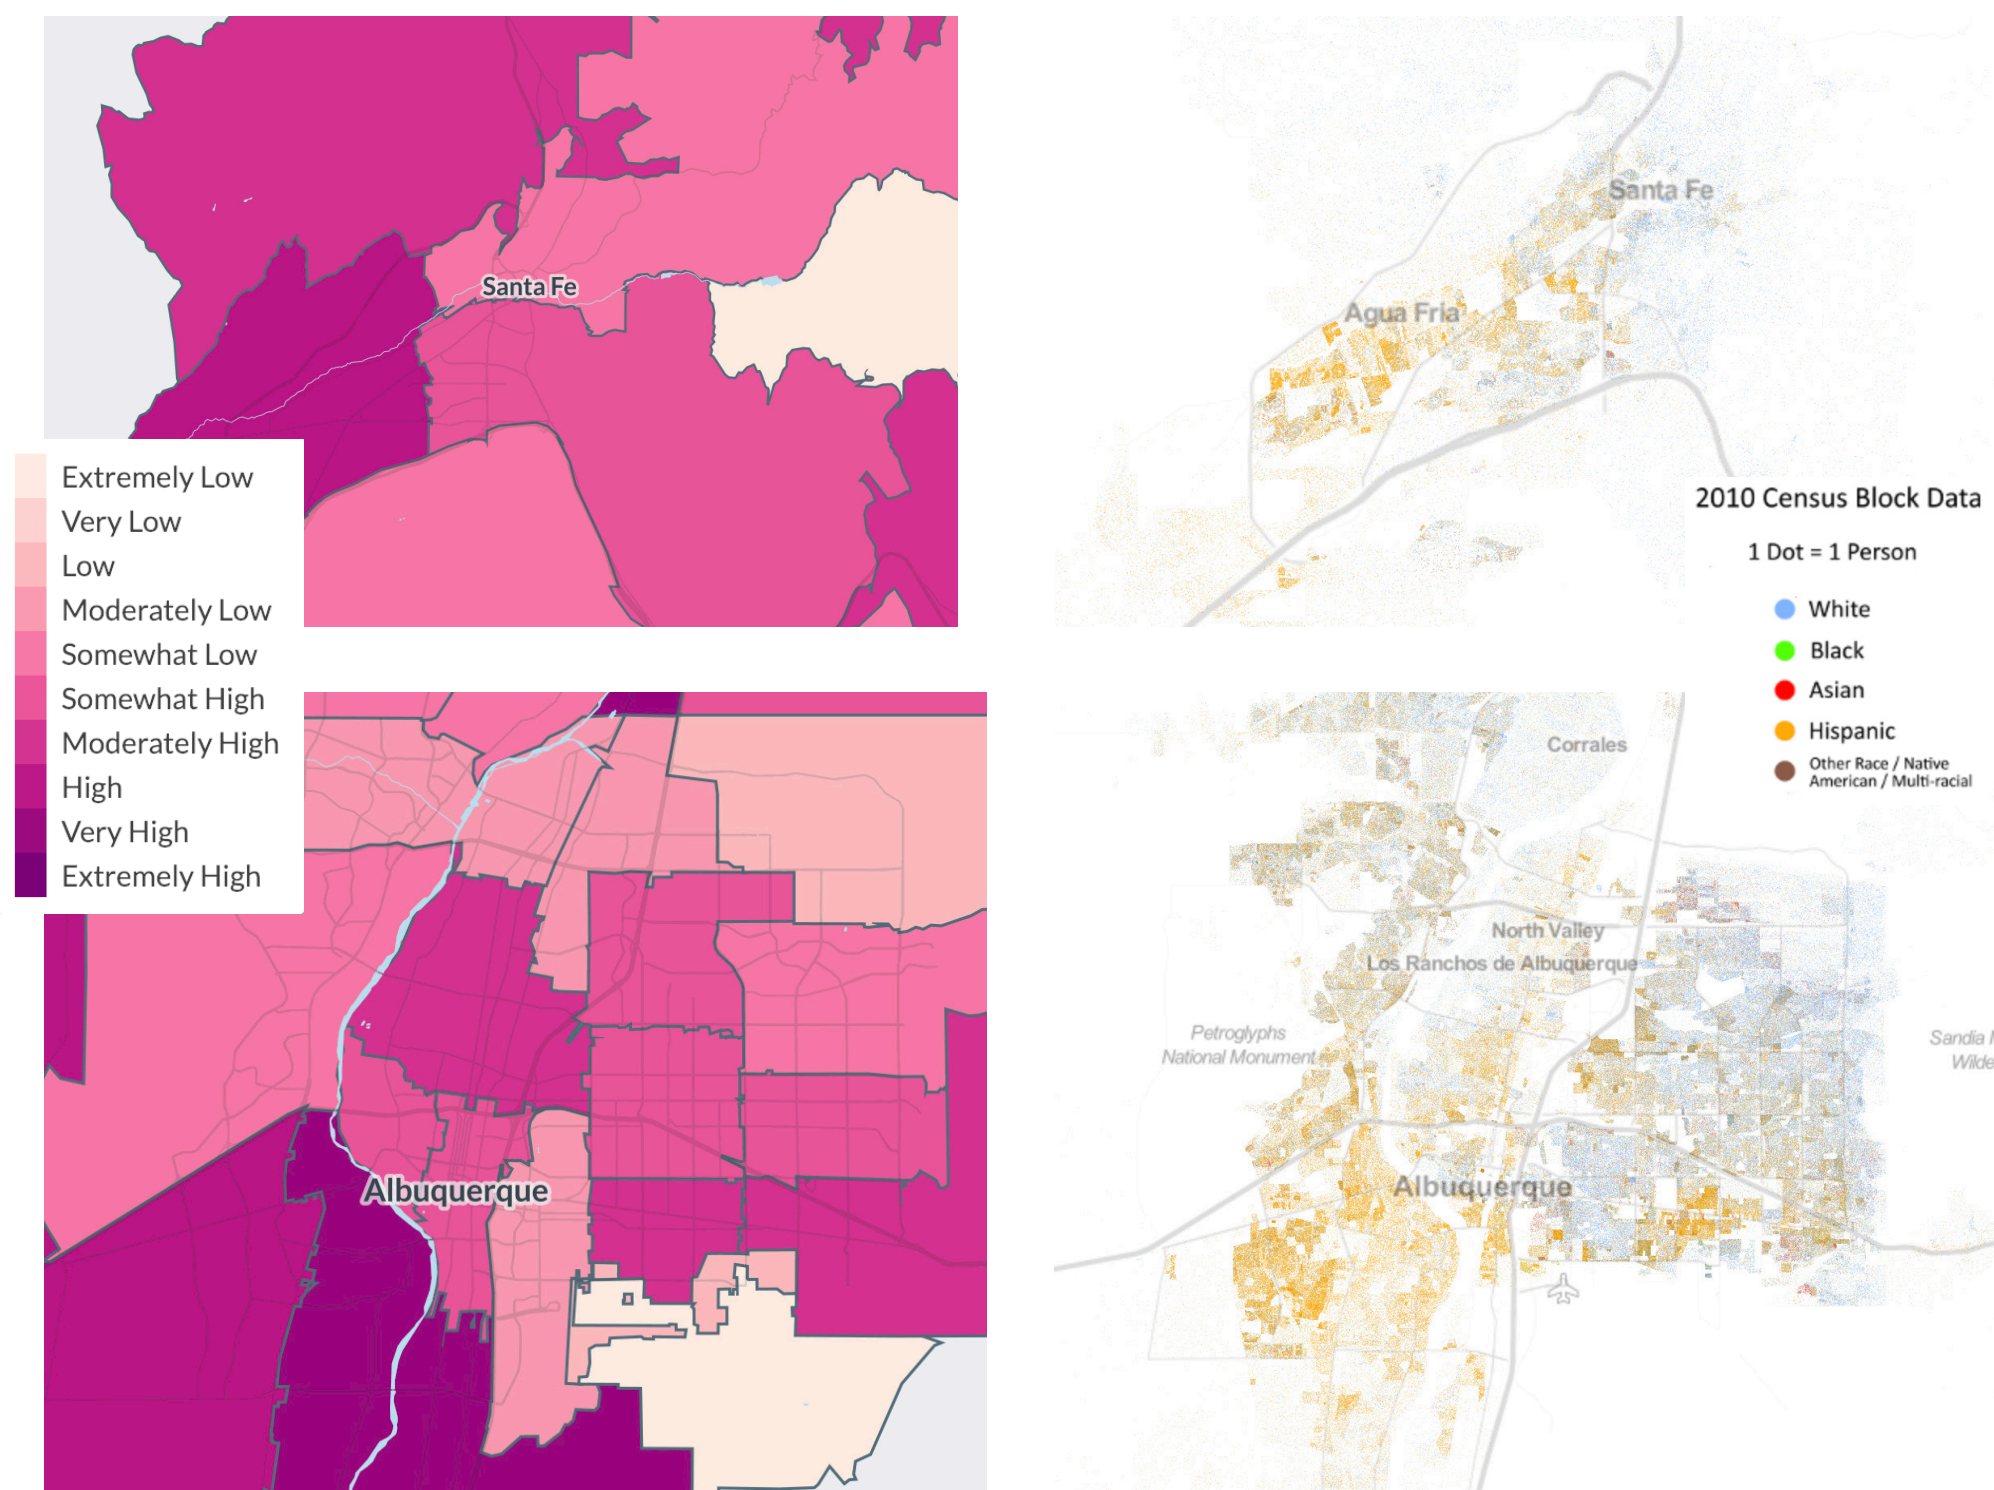 Santa Fe
Extremely Low
Very Low
Low
Moderately Low
Somewhat Low
Somewhat High
Moderately High
High
Very High
Extremely High
Albuquerque
Santa Fe
Agua Fria
2010 Census Block Data
1 Dot = 1 Person
White
Black
Asian
Hispanic
Other Race / Native
American / Multi-racial
Corrales
North Valley
Los Ranchos de Albuquerque
Petroglyphs
National Monument
Sandia
Wilde
Albuquerque